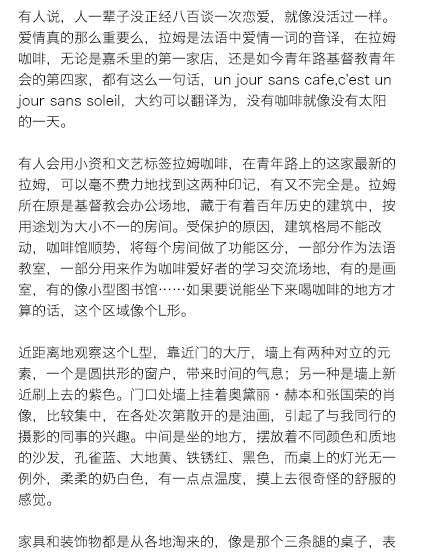 有人说，人一辈子没正经八百谈一次恋爱，就像没活过一样。
爱情真的那么重要么，拉姆是法语中爱情一词的音译，在拉姆
咖啡，无论是嘉禾里的第一家店，还是如今青年路基督教青年
会的第四家，都有这么一句话，un jour sans cafe,c'est un
jour sans soleil，大约可以翻译为，没有咖啡就像没有太阳
的一天。
有人会用小资和文艺标签拉姆咖啡，在青年路上的这家最新的
拉姆，可以毫不费力地找到这两种印记，有又不完全是。拉姆
所在原是基督教会办公场地，藏于有着百年历史的建筑中，按
用途划为大小不一的房间。受保护的原因，建筑格局不能改
动，咖啡馆顺势，将每个房间做了功能区分，一部分作为法语
教室，一部分用来作为咖啡爱好者的学习交流场地，有的是画
室，有的像小型图书馆……如果要说能坐下来喝咖啡的地方才
算的话，这个区域像个L形。
近距离地观察这个L型，靠近门的大厅，墙上有两种对立的元
素，一个是圆拱形的窗户，带来时间的气息；另一种是墙上新
近刷上去的紫色。门口处墙上挂着奥黛丽·赫本和张国荣的肖
像，比较集中，在各处次第散开的是油画，引起了与我同行的
摄影的同事的兴趣。中间是坐的地方，摆放着不同颜色和质地
的沙发，孔雀蓝、大地黄、铁锈红、黑色，而桌上的灯光无一
例外，柔柔的奶白色，有一点点温度，摸上去很奇怪的舒服的
感觉。
家具和装饰物都是从各地淘来的，像是那个三条腿的桌子，表